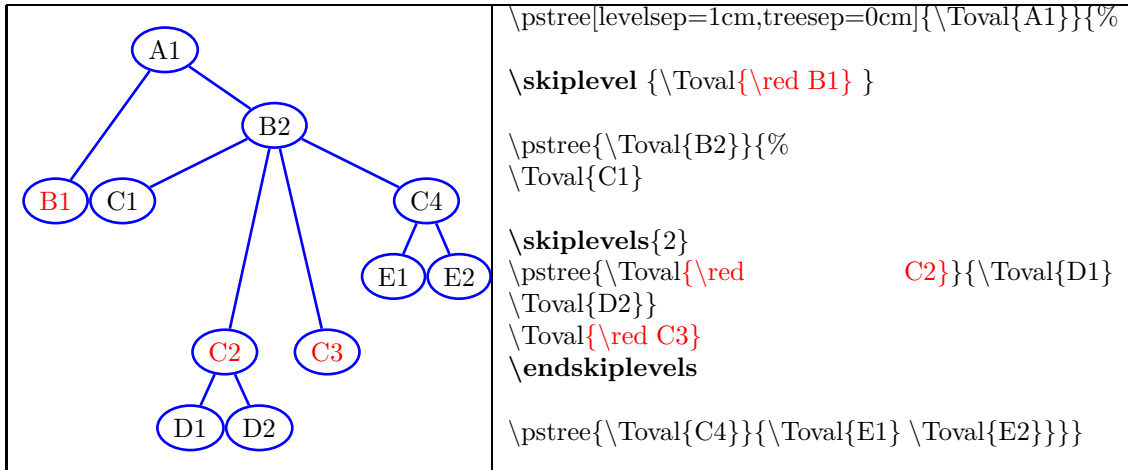 A1
B2
B1 C1 C4
E1 E2
C2 C3
D1 D2
\pstree[levelsep=1cm,treesep=0cm]{\Toval{A1}}{%
\skiplevel {\Toval{\red B1} }
\pstree{\Toval{B2}}{%
\Toval{C1}
\skiplevels{2}
\pstree{\Toval{\red C2}}{\Toval{D1}
\Toval{D2}}
\Toval{\red C3}
\endskiplevels
\pstree{\Toval{C4}}{\Toval{E1} \Toval{E2}}}}